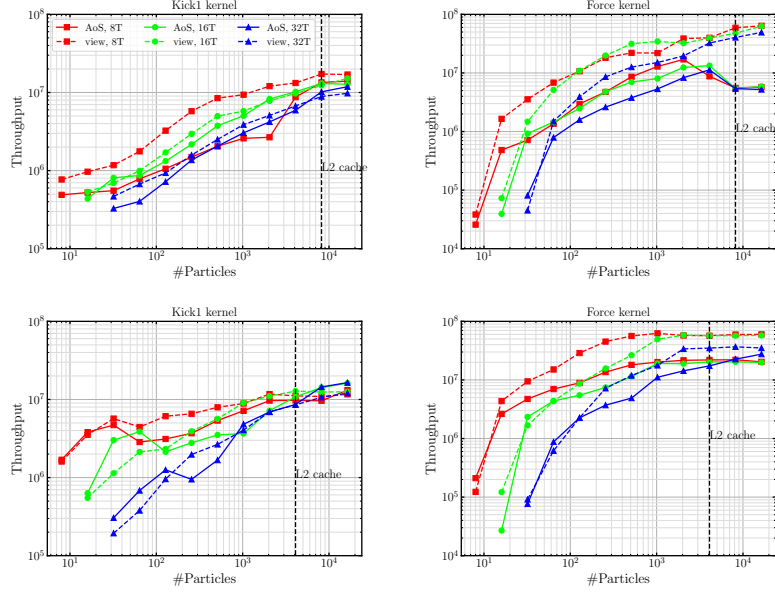 Kick1 kernel
AoS, 8T
AoS, 16T
AoS, 32T
view, 8T
view, 16T
view, 32T
10^8
10^7
10^6
10^5
Throughput
L2 cache
10^1
10^2
10^3
10^4
#Particles
Force kernel
10^8
10^7
10^6
10^5
10^4
Throughput
L2 cache
10^1
10^2
10^3
10^4
#Particles
Kick1 kernel
10^8
10^7
10^6
10^5
Throughput
L2 cache
10^1
10^2
10^3
10^4
#Particles
Force kernel
10^8
10^7
10^6
10^5
10^4
Throughput
L2 cache
10^1
10^2
10^3
10^4
#Particles